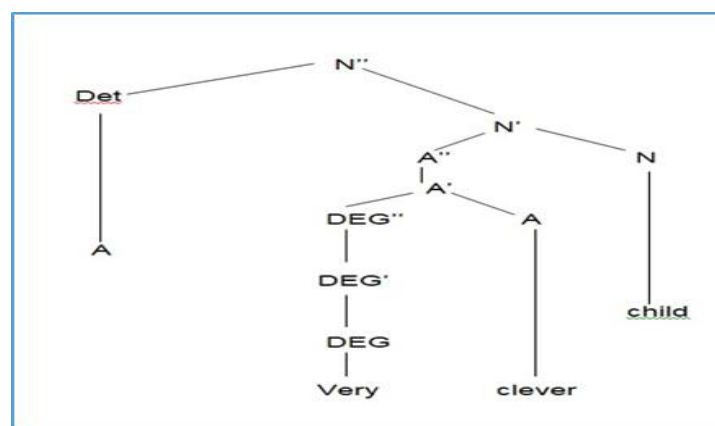 N''
Det
N'
A''
N
A'
DEG''
A
A
DEG'
child
DEG
Very
clever